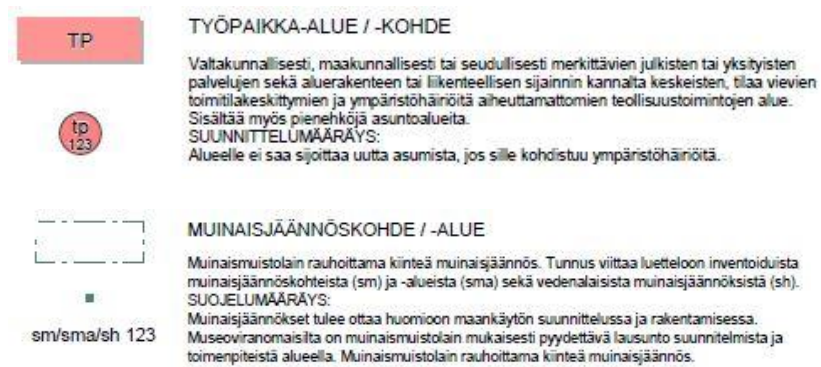 TP
TYÖPAIKKA-ALUE / -KOHDE
Valtakunnallisesti, maakunnallisesti tai seudullisesti merkittävien julkisten tai yksityisten
palvelujen sekä aluerakenteen tai liikenteellisen sijainnin kannalta keskeisten, tilaa vievien
toimitilakeskittymien ja ympäristöhäiriöitä aiheuttamattomien teollisuustoimintojen alue.
Sisältää myös pienehköjä asuntoalueita.
SUUNNITTELUMÄÄRÄYS:
Alueelle ei saa sijoittaa uutta asumista, jos sille kohdistuu ympäristöhäiriöitä.
tp
123
MUINAISJÄÄNNÖSKOHDE / -ALUE
Muinaismuistolain rauhoittama kiinteä muinaisjäännös. Tunnus viittaa luetteloon inventoiduista
muinaisjäännöskohteista (sm) ja -alueista (sma) sekä vedenalaisista muinaisjäännöksistä (sh).
SUOJELUMÄÄRÄYS:
Muinaisjäännökset tulee ottaa huomioon maankäytön suunnittelussa ja rakentamisessa.
Museoviranomaisilta on muinaismuistolain mukaisesti pyydettävä lausunto suunnitelmista ja
toimenpiteistä alueella. Muinaismuistolain rauhoittama kiinteä muinaisjäännös.
sm/sma/sh 123